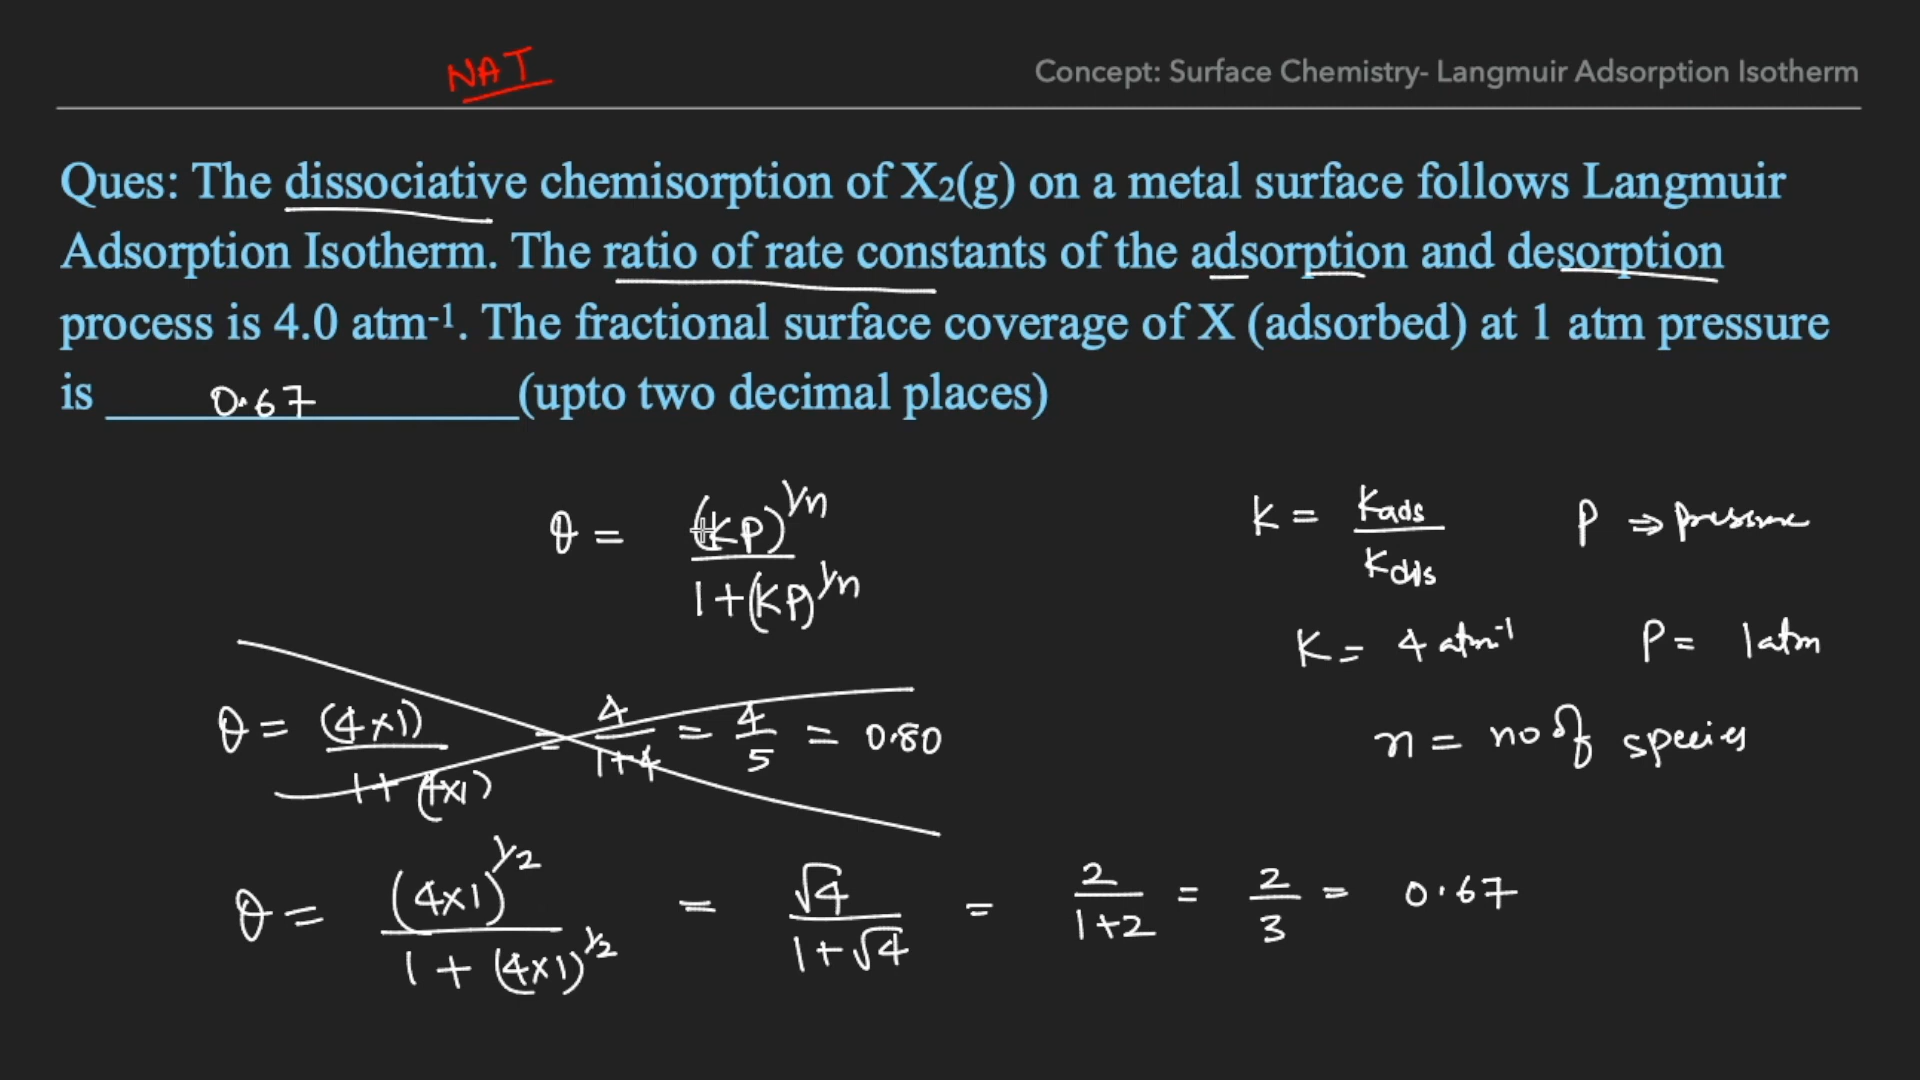 NAT
Concept: Surface Chemistry- Langmuir Adsorption Isotherm
Ques: The dissociative chemisorption of X₂(g) on a metal surface follows Langmuir
Adsorption Isotherm. The ratio of rate constants of the adsorption and desorption
process is 4.0 atm⁻¹. The fractional surface coverage of X (adsorbed) at 1 atm pressure
is 0.67 (upto two decimal places)
θ = (KP)^1/n / 1+(KP)^1/n
K = Kads / Kdis
P ⇒ pressure
K = 4 atm⁻¹
P = 1 atm
θ = (4×1) / 1+ (4×1) = 4 / 1+4 = 4/5 = 0.80
n = no of species
θ = (4×1)^1/2 / 1 + (4×1)^1/2 = √4 / 1+√4 = 2 / 1+2 = 2/3 = 0.67